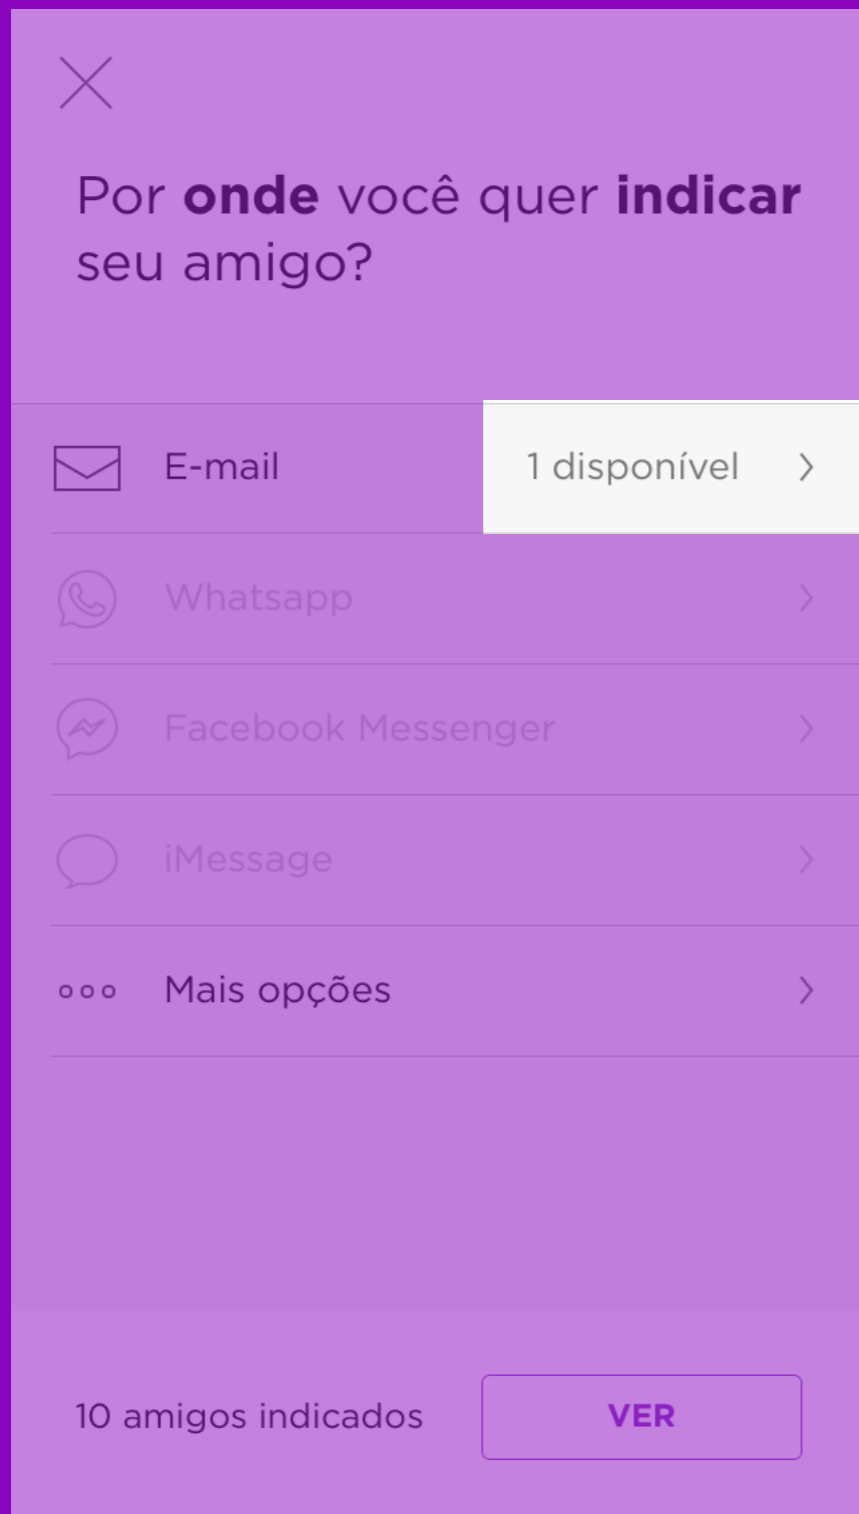 Por onde você quer indicar
seu amigo?
E-mail 1 disponível
Whatsapp
Facebook Messenger
iMessage
Mais opções
10 amigos indicados VER